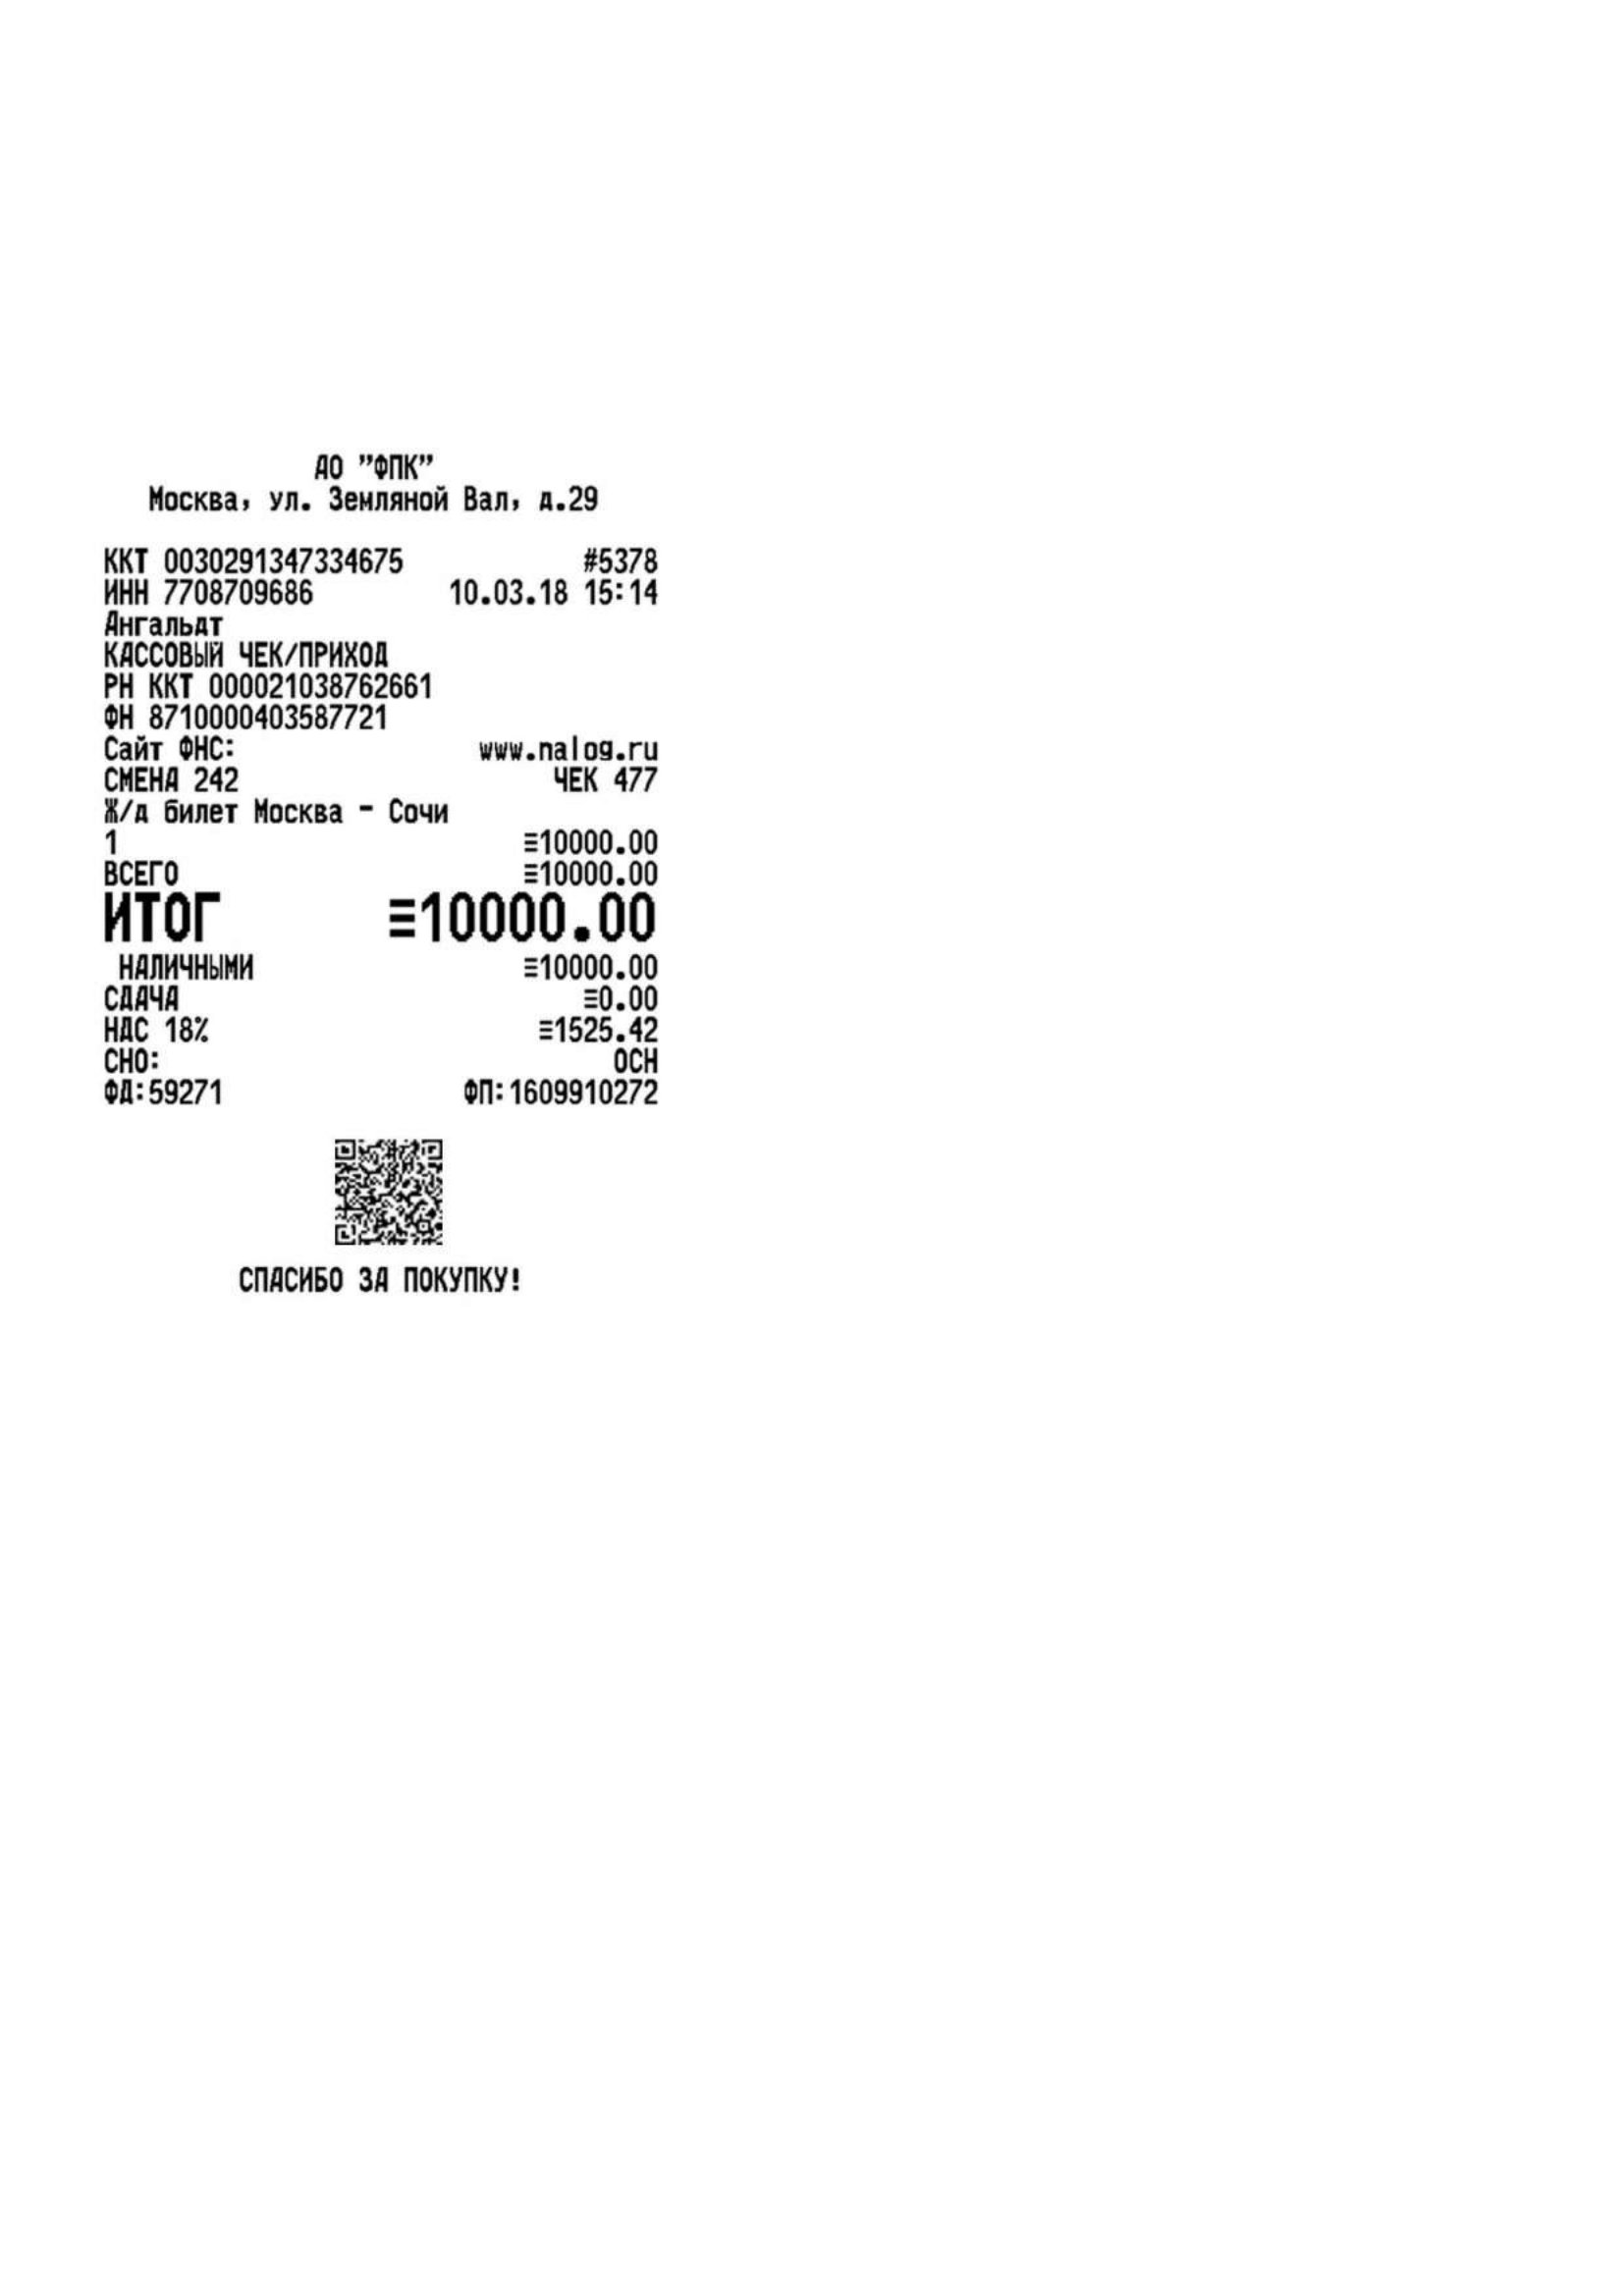 АО "ФПК"
Москва, ул. Земляной Вал, д.29
ККТ 0030291347334675 #5378
ИНН 7708709686 10.03.18 15:14
Ангальдт
КАССОВЫЙ ЧЕК/ПРИХОД
РН ККТ 000021038762661
ФН 8710000403587721
Сайт ФНС: www.nalog.ru
СМЕНА 242 ЧЕК 477
Ж/д билет Москва - Сочи
1 ≡10000.00
ВСЕГО ≡10000.00
ИТОГ ≡10000.00
НАЛИЧНЫМИ ≡10000.00
СДАЧА ≡0.00
НДС 18% ≡1525.42
СНО: ОСН
ФД:59271 ФП:1609910272
СПАСИБО ЗА ПОКУПКУ!